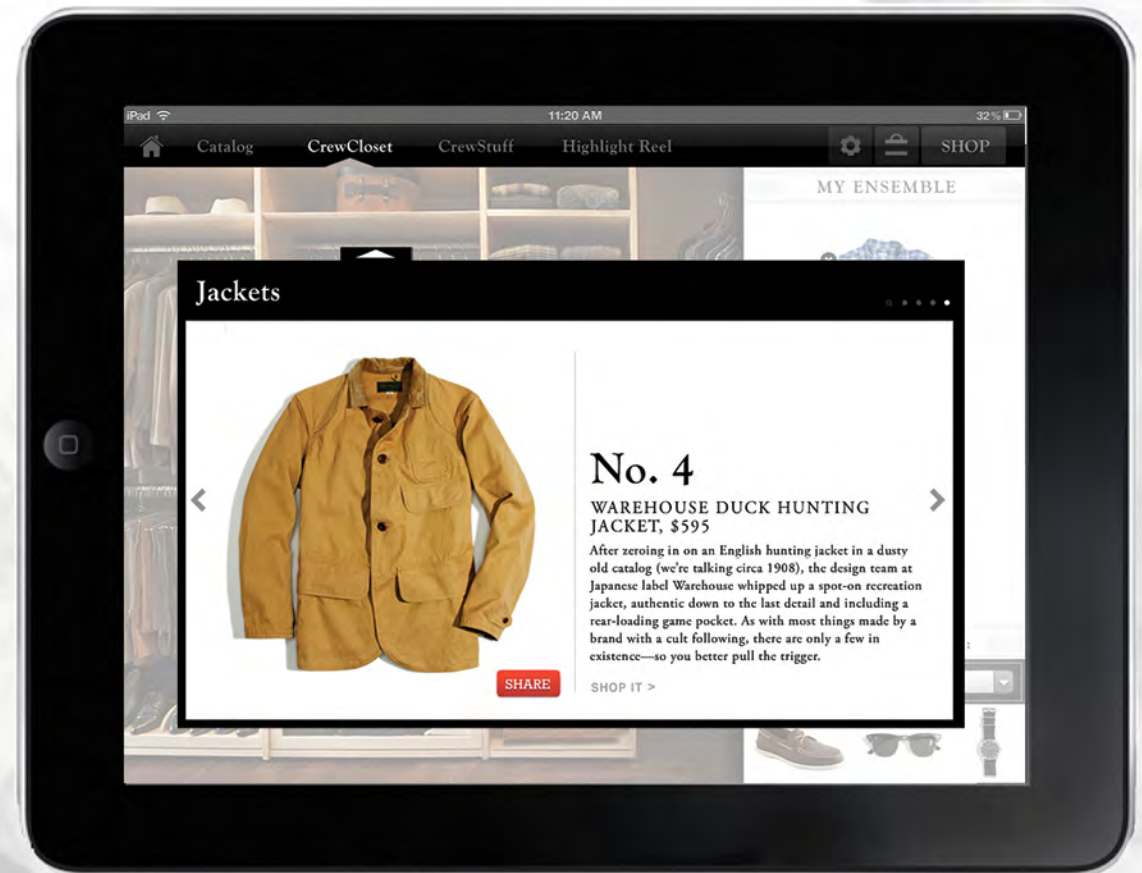 iPad 11:20 AM 32%
Catalog CrewCloset CrewStuff Highlight Reel SHOP
MY ENSEMBLE
Jackets
No. 4
WAREHOUSE DUCK HUNTING
JACKET, $595
After zeroing in on an English hunting jacket in a dusty
old catalog (we're talking circa 1908), the design team at
Japanese label Warehouse whipped up a spot-on recreation
jacket, authentic down to the last detail and including a
rear-loading game pocket. As with most things made by a
brand with a cult following, there are only a few in
existence—so you better pull the trigger.
SHARE
SHOP IT >